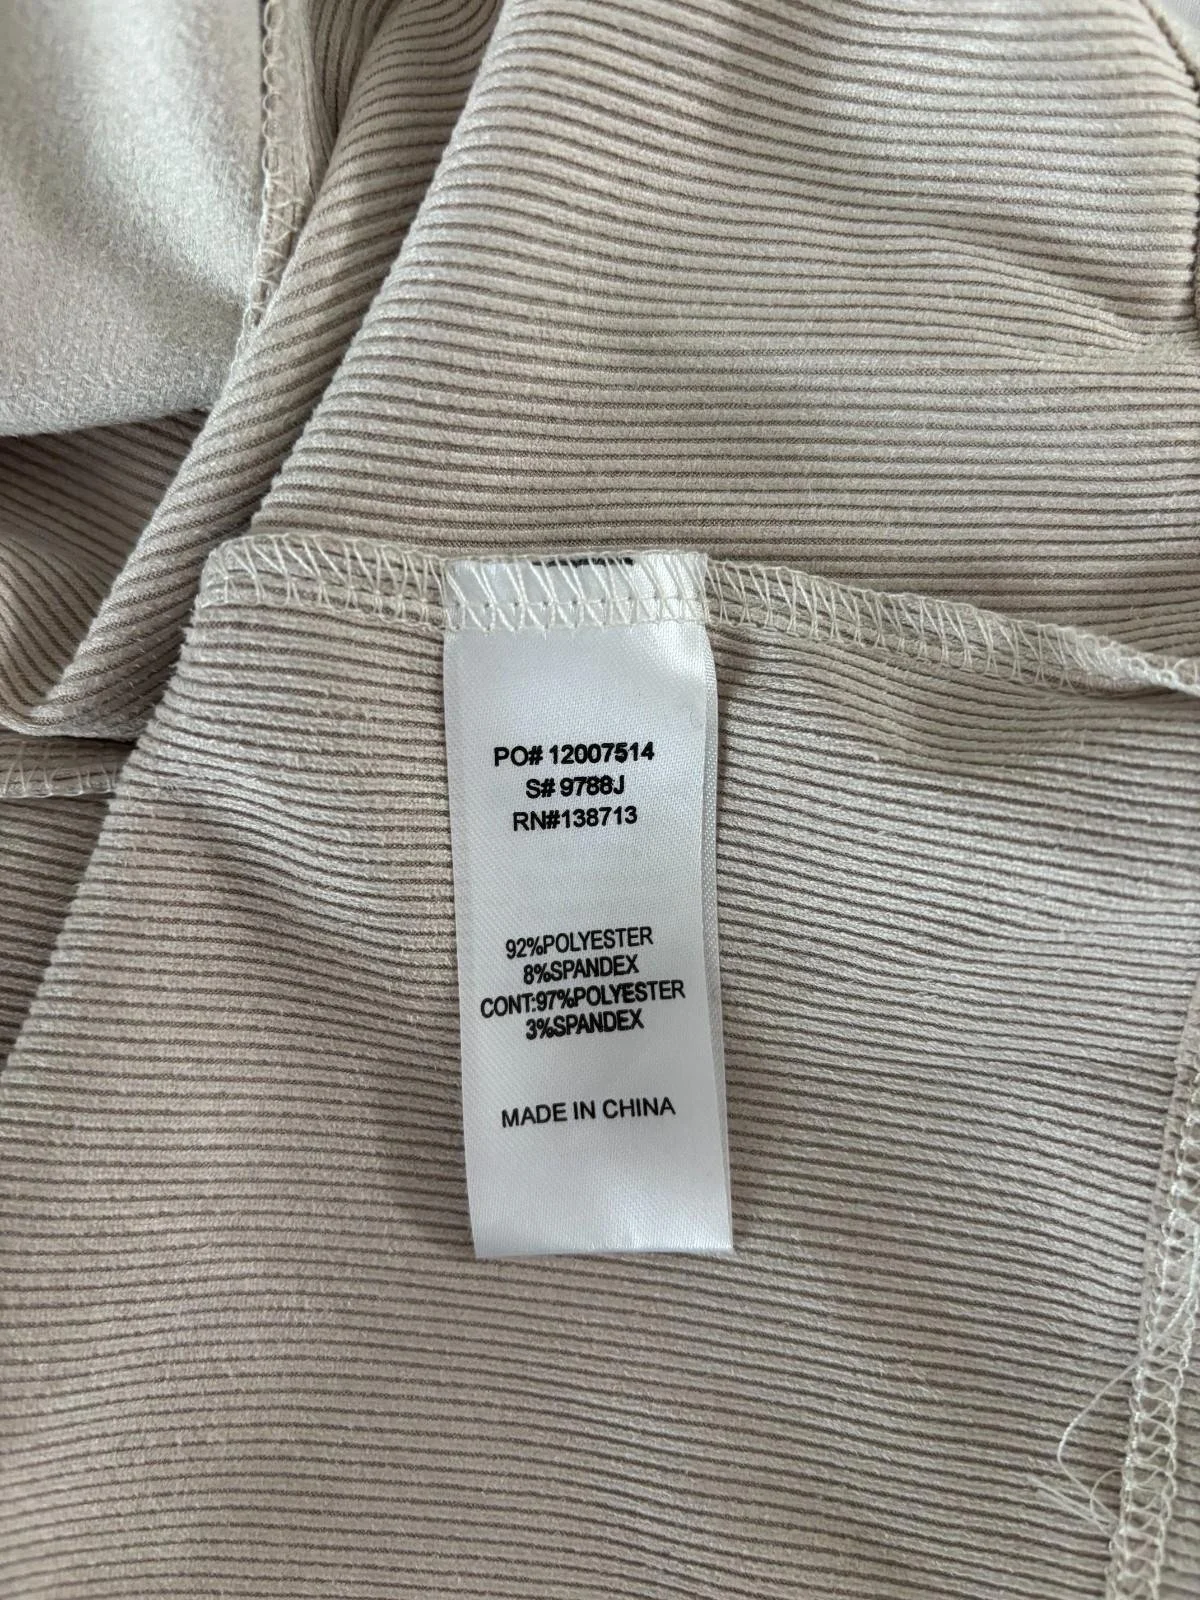 PO# 12007514
S# 9788J
RN#138713
92%POLYESTER
8%SPANDEX
CONT:97%POLYESTER
3%SPANDEX
MADE IN CHINA